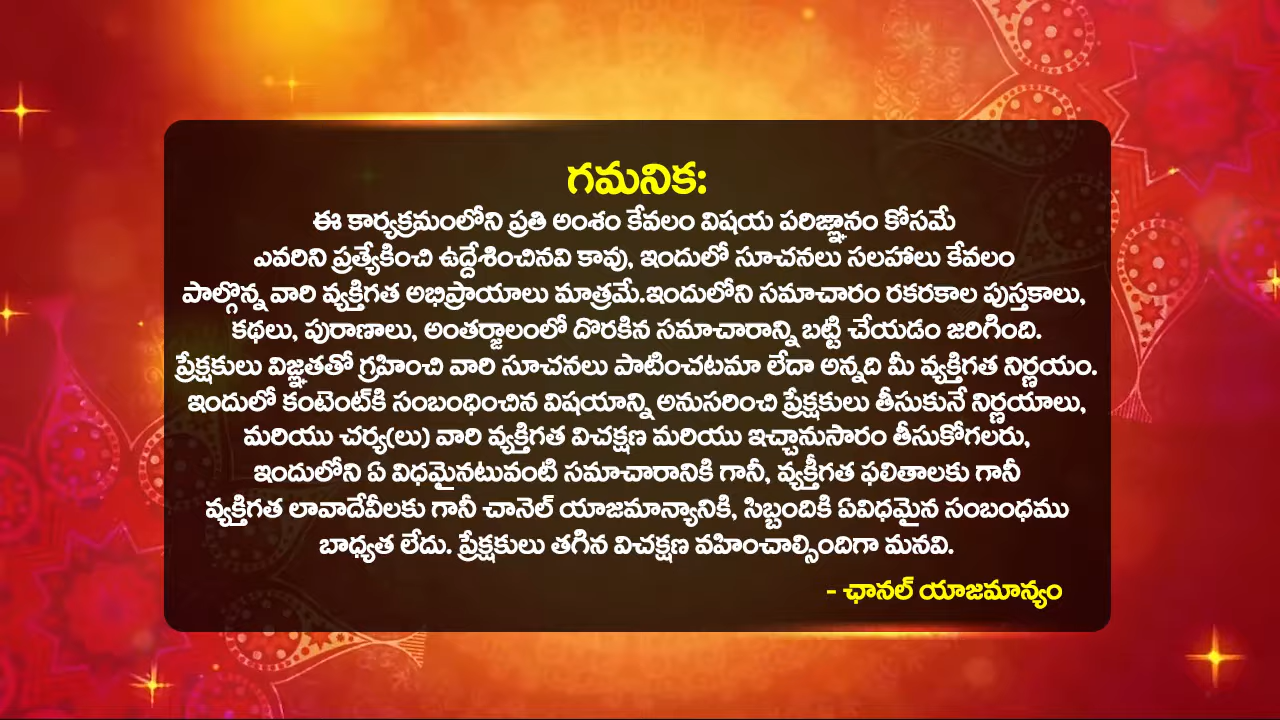 గమనిక:
ఈ కార్యక్రమంలోని ప్రతి అంశం కేవలం విషయ పరిజ్ఞానం కోసమే
ఎవరిని ప్రత్యేకించి ఉద్దేశించినవి కావు, ఇందులో సూచనలు సలహాలు కేవలం
పాల్గొన్న వారి వ్యక్తిగత అభిప్రాయాలు మాత్రమే.ఇందులోని సమాచారం రకరకాల పుస్తకాలు,
కథలు, పురాణాలు, అంతర్జాలంలో దొరకిన సమాచారాన్ని బట్టి చేయడం జరిగింది.
ప్రేక్షకులు విజ్ఞతతో గ్రహించి వారి సూచనలు పాటించటమా లేదా అన్నది మీ వ్యక్తిగత నిర్ణయం.
ఇందులో కంటెంట్‌కి సంబంధించిన విషయాన్ని అనుసరించి ప్రేక్షకులు తీసుకునే నిర్ణయాలు,
మరియు చర్య(లు) వారి వ్యక్తిగత విచక్షణ మరియు ఇచ్చానుసారం తీసుకోగలరు,
ఇందులోని ఏ విధమైనటువంటి సమాచారానికి గానీ, వ్యక్తీగత ఫలితాలకు గానీ
వ్యక్తిగత లావాదేవీలకు గానీ చానెల్ యాజమాన్యానికి, సిబ్బందికి ఏవిధమైన సంబంధము
బాధ్యత లేదు. ప్రేక్షకులు తగిన విచక్షణ వహించాల్సిందిగా మనవి.
- ఛానల్ యాజమాన్యం